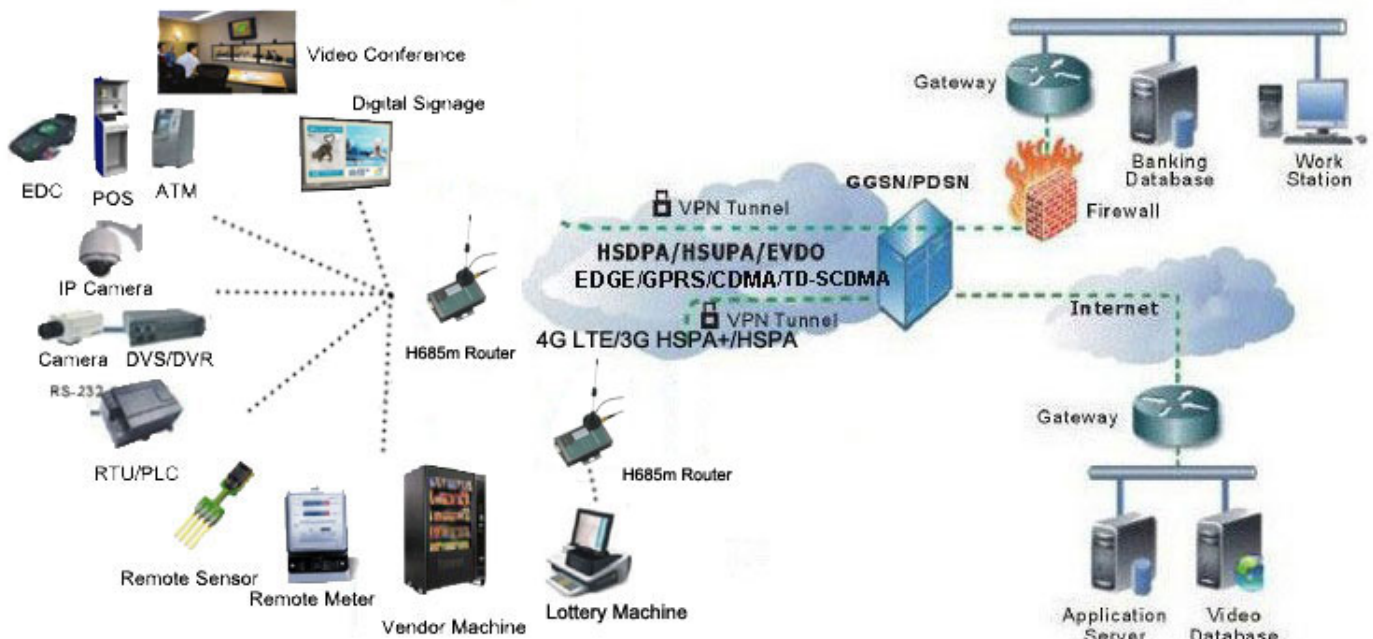 Video Conference
Digital Signage
EDC
POS
ATM
IP Camera
Camera
DVS/DVR
RS-232
RTU/PLC
Remote Sensor
Remote Meter
Vendor Machine
Lottery Machine
H685m Router
H685m Router
VPN Tunnel
HSDPA/HSUPA/EVDO
EDGE/GPRS/CDMA/TD-SCDMA
VPN Tunnel
4G LTE/3G HSPA+/HSPA
GGSN/PDSN
Gateway
Firewall
Banking
Database
Work
Station
Internet
Gateway
Application
Server
Video
Database